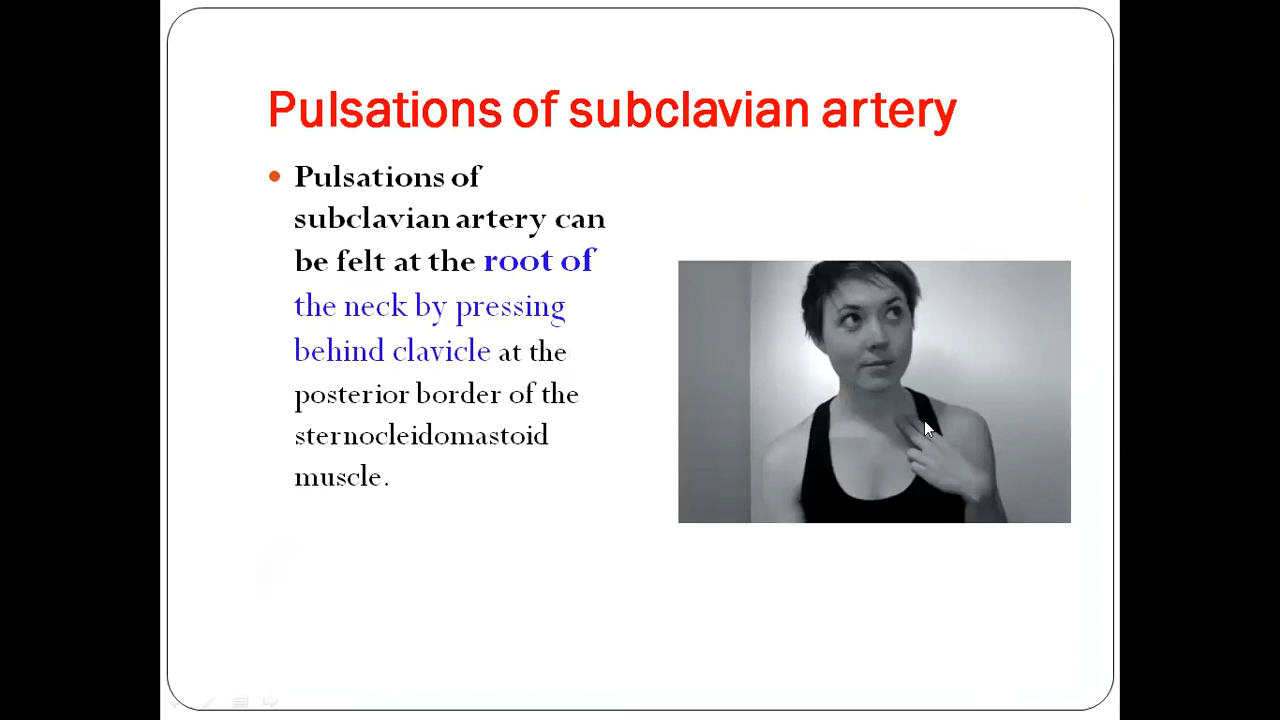 Pulsations of subclavian artery
Pulsations of
subclavian artery can
be felt at the root of
the neck by pressing
behind clavicle at the
posterior border of the
sternocleidomastoid
muscle.